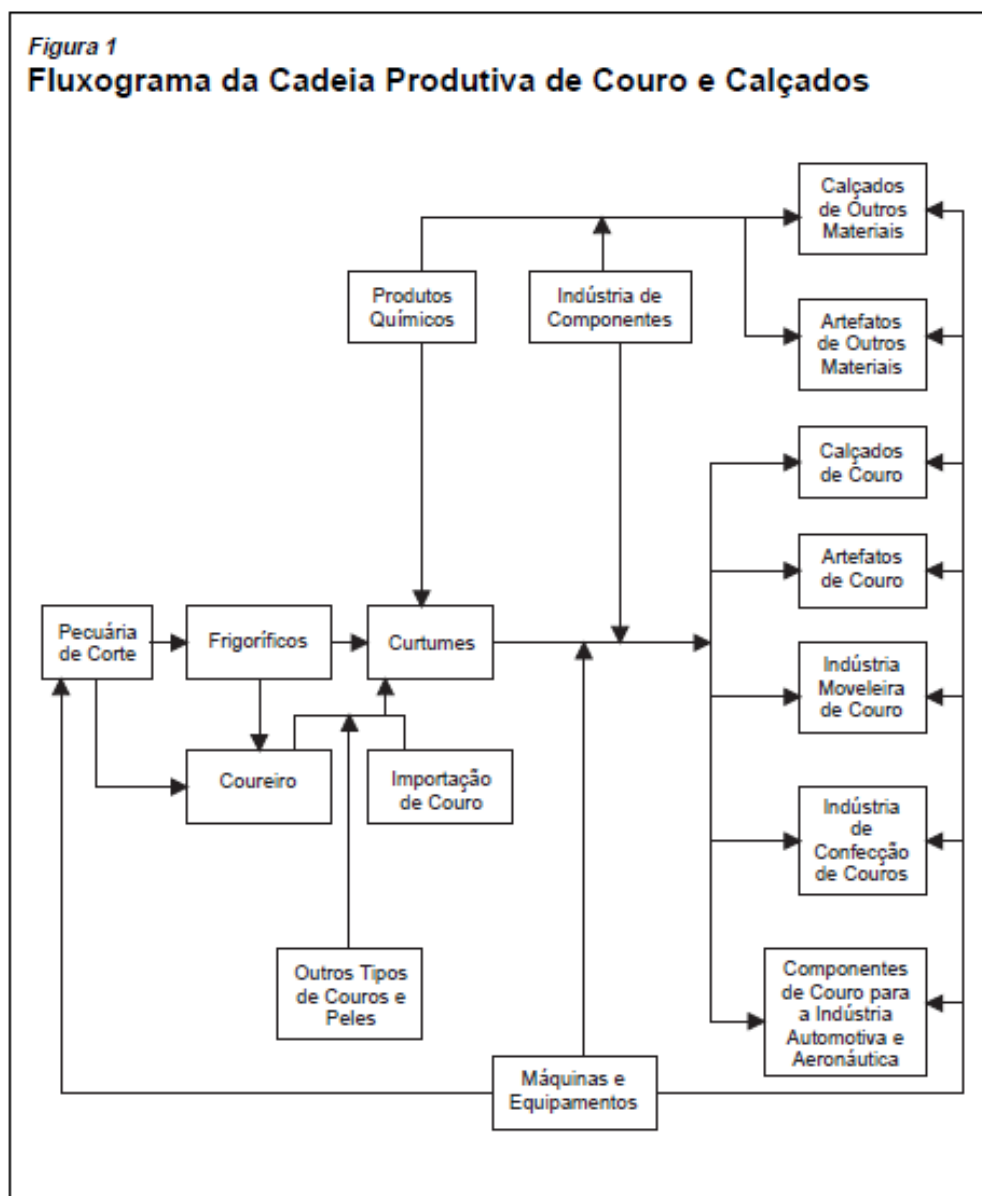 Figura 1
Fluxograma da Cadeia Produtiva de Couro e Calçados
Calçados
de Outros
Materiais
Produtos
Químicos
Indústria de
Componentes
Artefatos
de Outros
Materiais
Calçados
de Couro
Artefatos
de Couro
Pecuária
de Corte
Frigoríficos
Curtumes
Indústria
Moveleira
de Couro
Coureiro
Importação
de Couro
Indústria
de
Confecção
de Couros
Outros Tipos
de Couros e
Peles
Componentes
de Couro para
a Indústria
Automotiva e
Aeronáutica
Máquinas e
Equipamentos